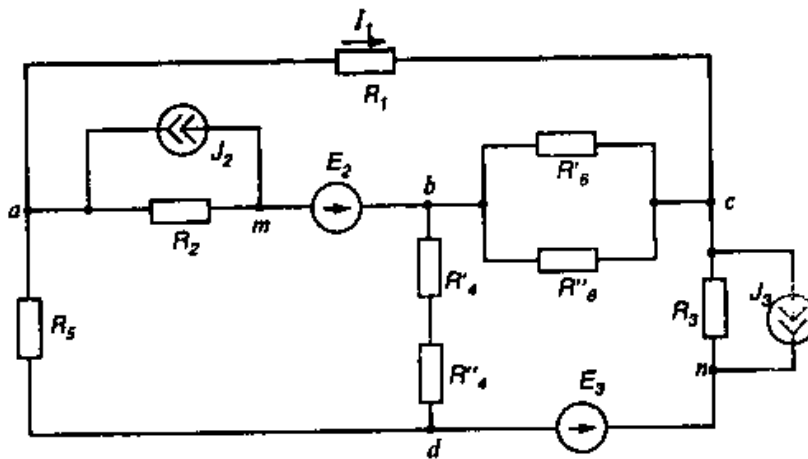 I₁
R₁
J₂
E₂
b
R'₆
a
R₂
m
c
R'₄
R''₆
R₅
R₃
J₃
R''₄
E₃
n
d